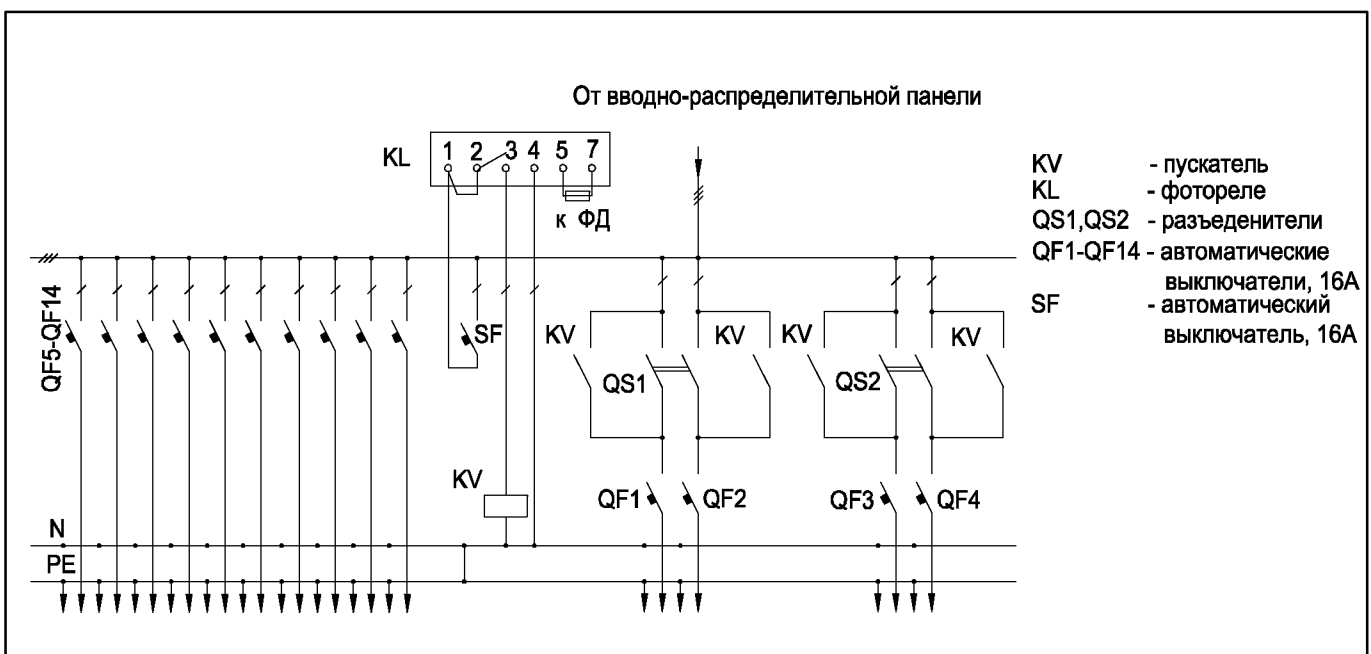 От вводно-распределительной панели
KL
1 2 3 4 5 7
к ФД
KV - пускатель
KL - фотореле
QS1,QS2 - разъеденители
QF1-QF14 - автоматические
выключатели, 16А
SF - автоматический
выключатель, 16А
QF5-QF14
SF
KV
KV
KV
KV
QS1
QS2
KV
QF1
QF2
QF3
QF4
N
PE